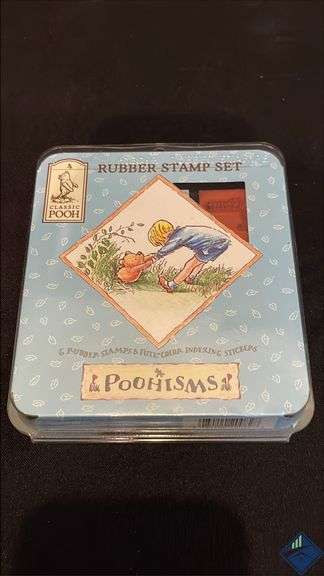 RUBBER STAMP SET
CLASSIC
POOH
6 RUBBER STAMPS & FULL-COLOR INDEXING STICKERS
POOHISMS